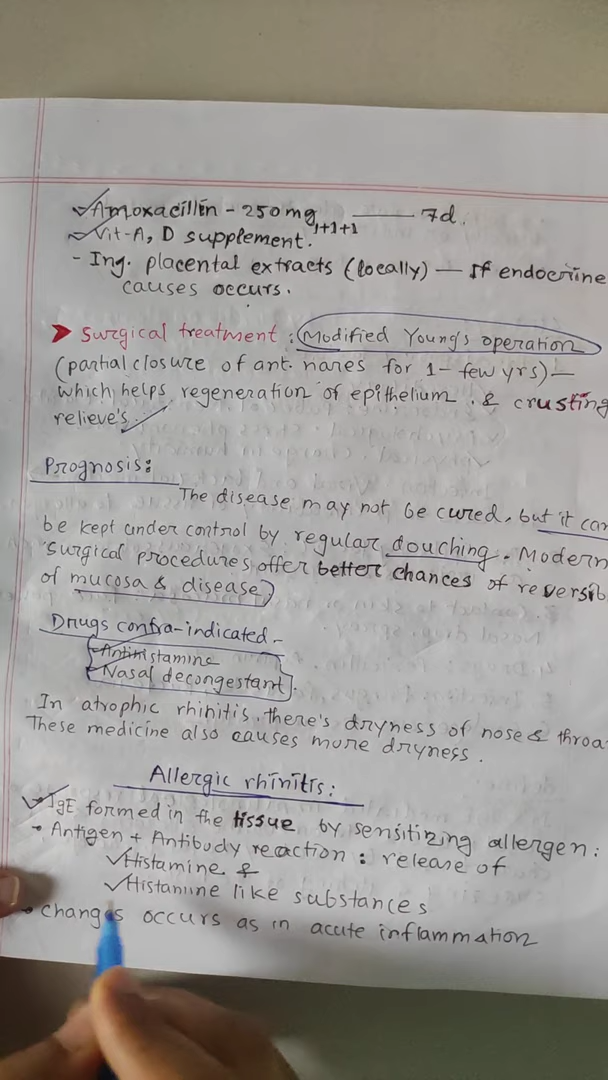 Amoxacillin - 250mg 1+1+1 —— 7d.
Vit-A, D supplement.
- Ing. placental extracts (locally) — If endocrine
causes occurs.
➤ Surgical treatment : Modified Young's operation
(partial closure of ant. nares for 1- few yrs) —
which helps regeneration of epithelium. & crusting
relieve's
Prognosis:
The disease may not be cured, but it can
be kept under control by regular douching. Modern
surgical procedures offer better chances of reversib
of mucosa & disease)
Drugs contra-indicated -
- Antihistamine
- Nasal decongestant.
In atrophic rhinitis, there's dryness of nose & throa
These medicine also causes more dryness.
Allergic rhinitis:
IgE formed in the tissue by sensitizing allergen:
• Antigen + Antibody reaction : release of
Histamine &
Histamine like substances
• Changes occurs as in acute inflammation